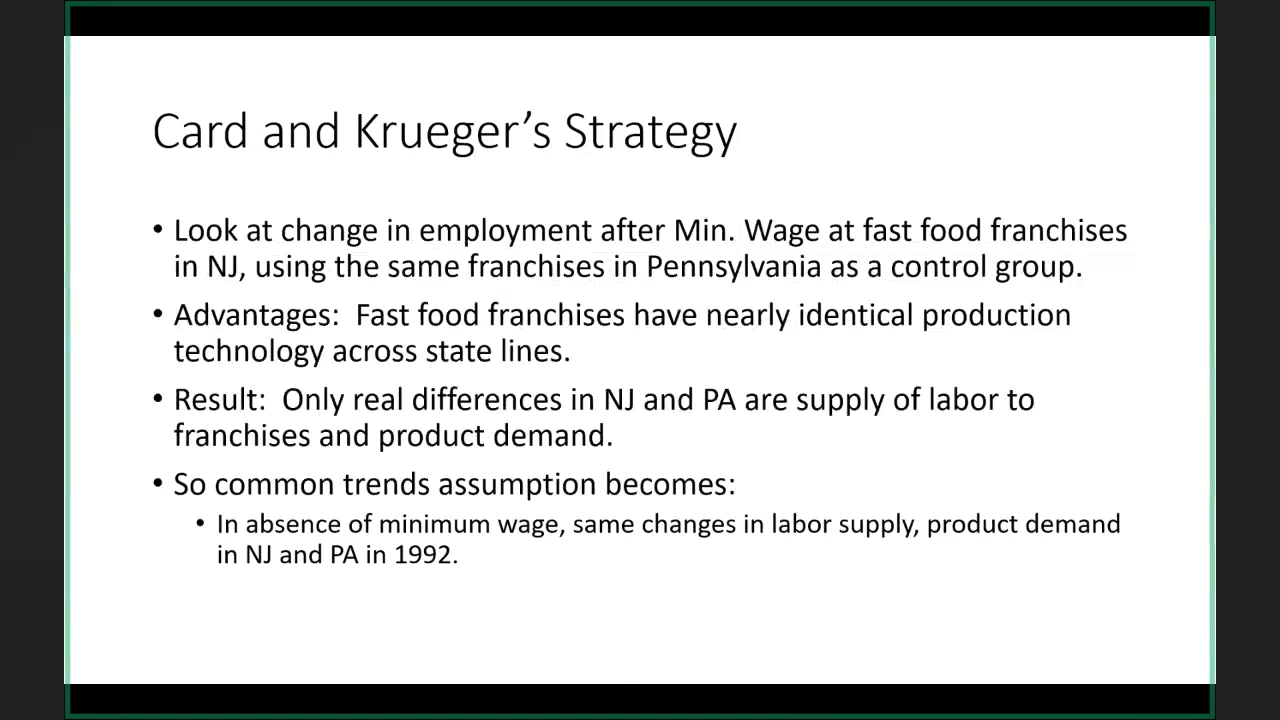 Card and Krueger’s Strategy
• Look at change in employment after Min. Wage at fast food franchises
in NJ, using the same franchises in Pennsylvania as a control group.
• Advantages:  Fast food franchises have nearly identical production
technology across state lines.
• Result:  Only real differences in NJ and PA are supply of labor to
franchises and product demand.
• So common trends assumption becomes:
• In absence of minimum wage, same changes in labor supply, product demand
in NJ and PA in 1992.